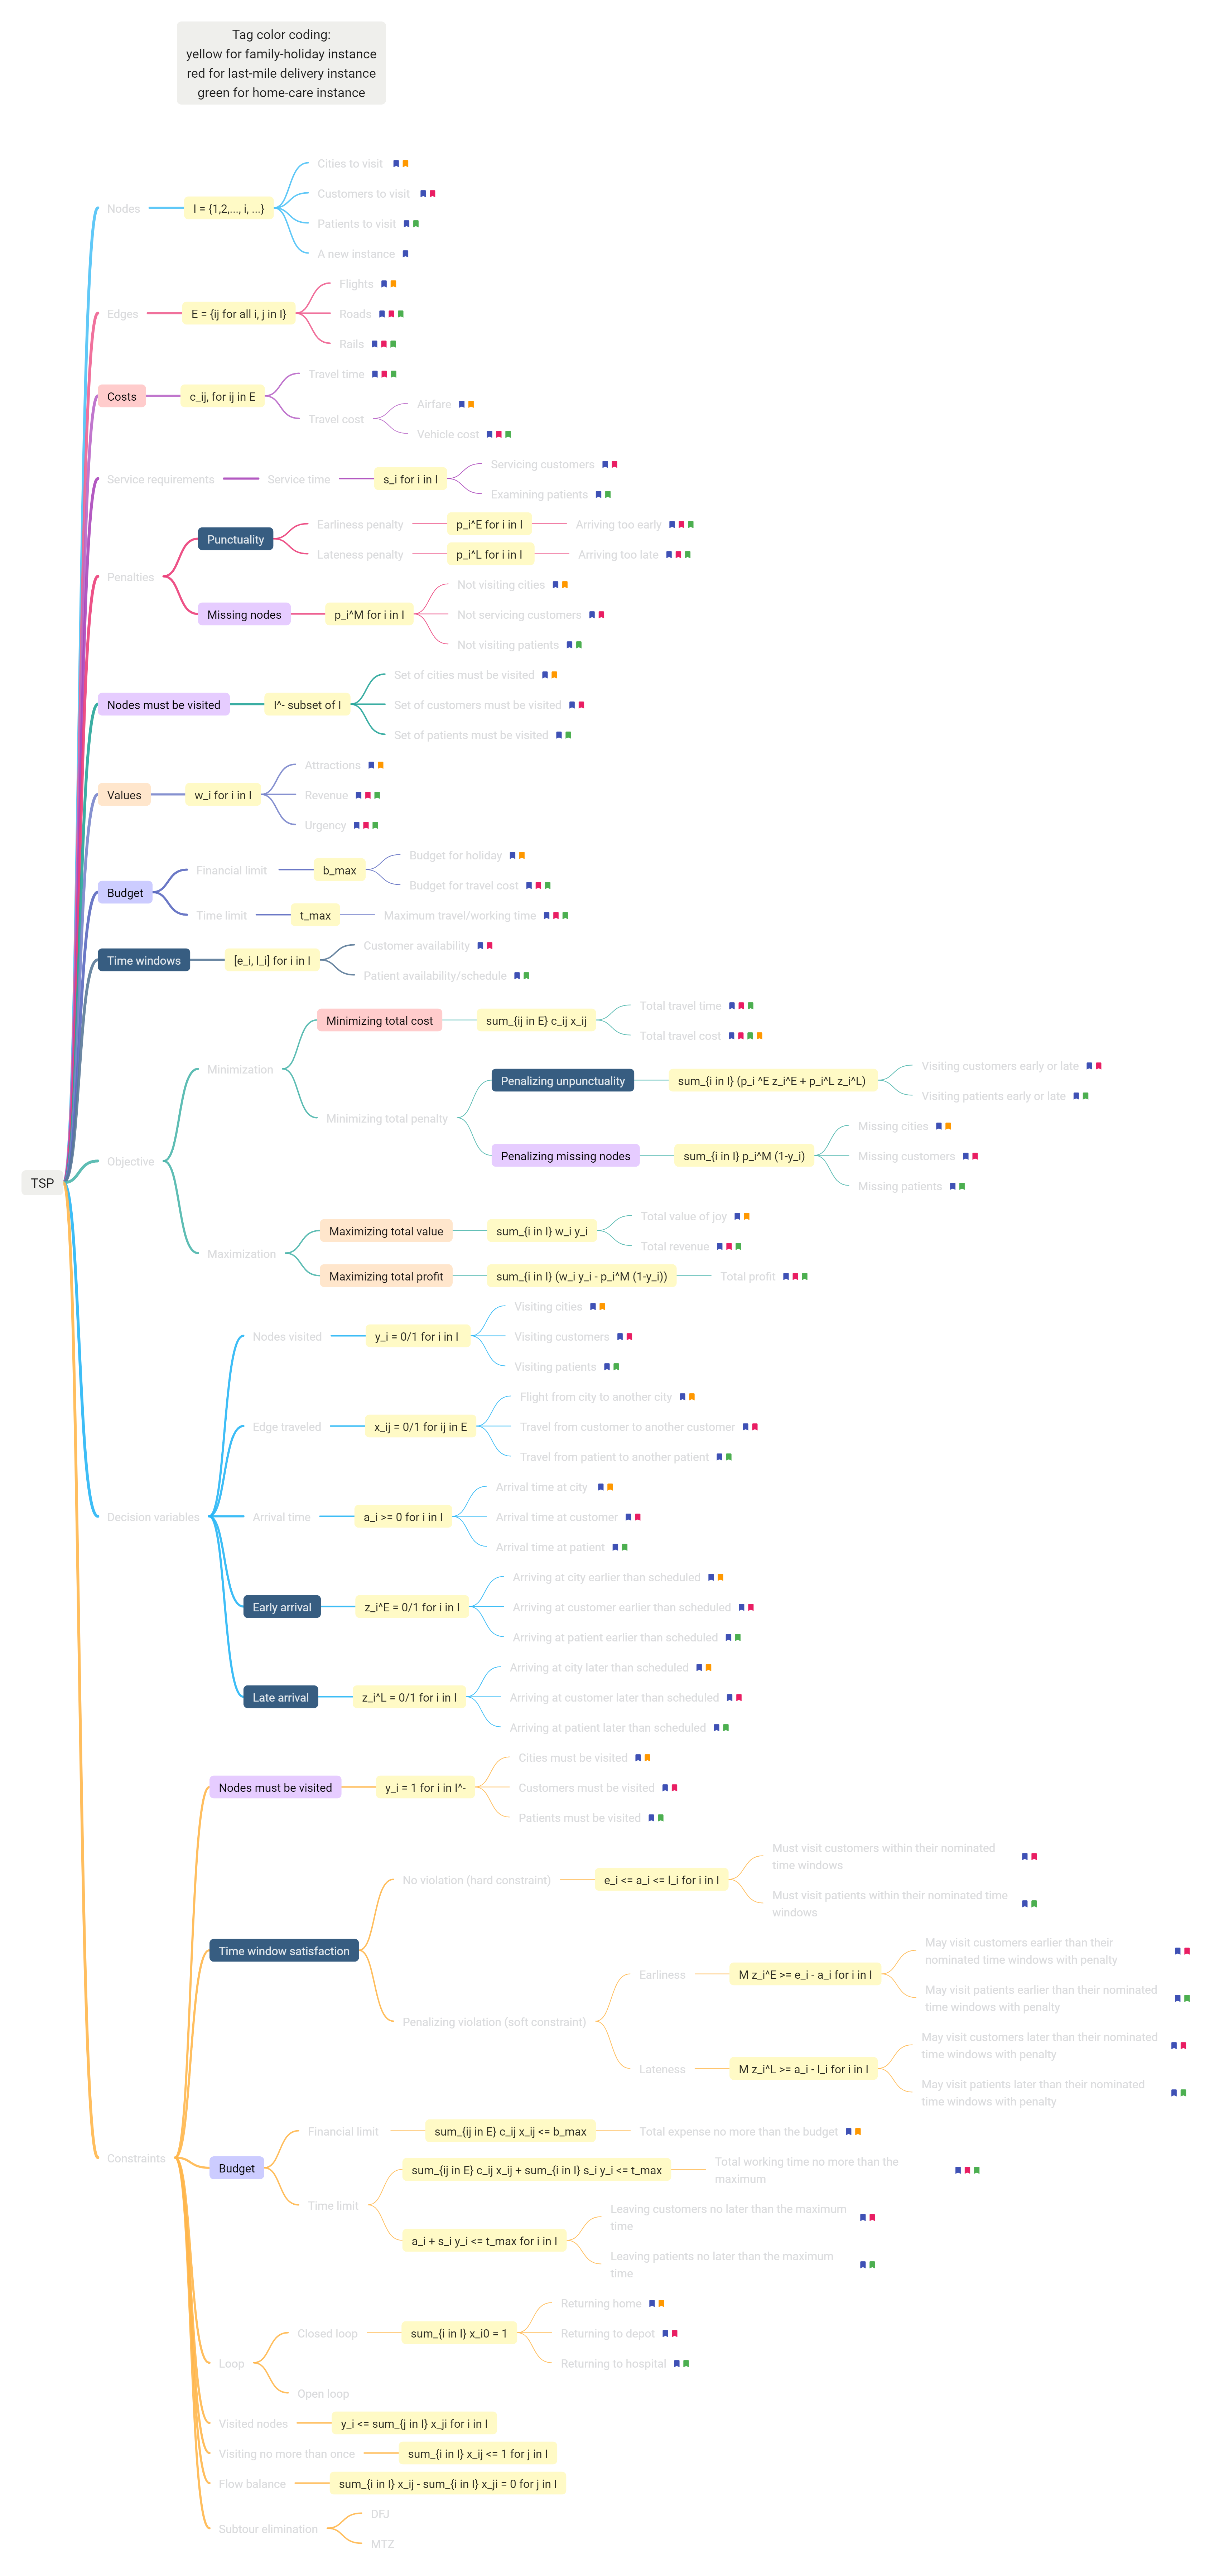 Tag color coding:
yellow for family-holiday instance
red for last-mile delivery instance
green for home-care instance
TSP
Nodes
I = {1,2,..., i, ...}
Cities to visit
Customers to visit
Patients to visit
A new instance
Edges
E = {ij for all i, j in I}
Flights
Roads
Rails
Costs
c_ij, for ij in E
Travel time
Travel cost
Airfare
Vehicle cost
Service requirements
Service time
s_i for i in I
Servicing customers
Examining patients
Penalties
Punctuality
Earliness penalty
p_i^E for i in I
Arriving too early
Lateness penalty
p_i^L for i in I
Arriving too late
Missing nodes
p_i^M for i in I
Not visiting cities
Not servicing customers
Not visiting patients
Nodes must be visited
I^- subset of I
Set of cities must be visited
Set of customers must be visited
Set of patients must be visited
Values
w_i for i in I
Attractions
Revenue
Urgency
Budget
Financial limit
b_max
Budget for holiday
Budget for travel cost
Time limit
t_max
Maximum travel/working time
Time windows
[e_i, l_i] for i in I
Customer availability
Patient availability/schedule
Objective
Minimization
Minimizing total cost
sum_{ij in E} c_ij x_ij
Total travel time
Total travel cost
Minimizing total penalty
Penalizing unpunctuality
sum_{i in I} (p_i ^E z_i^E + p_i^L z_i^L)
Visiting customers early or late
Visiting patients early or late
Penalizing missing nodes
sum_{i in I} p_i^M (1-y_i)
Missing cities
Missing customers
Missing patients
Maximization
Maximizing total value
sum_{i in I} w_i y_i
Total value of joy
Total revenue
Maximizing total profit
sum_{i in I} (w_i y_i - p_i^M (1-y_i))
Total profit
Decision variables
Nodes visited
y_i = 0/1 for i in I
Visiting cities
Visiting customers
Visiting patients
Edge traveled
x_ij = 0/1 for ij in E
Flight from city to another city
Travel from customer to another customer
Travel from patient to another patient
Arrival time
a_i >= 0 for i in I
Arrival time at city
Arrival time at customer
Arrival time at patient
Early arrival
z_i^E = 0/1 for i in I
Arriving at city earlier than scheduled
Arriving at customer earlier than scheduled
Arriving at patient earlier than scheduled
Late arrival
z_i^L = 0/1 for i in I
Arriving at city later than scheduled
Arriving at customer later than scheduled
Arriving at patient later than scheduled
Constraints
Nodes must be visited
y_i = 1 for i in I^-
Cities must be visited
Customers must be visited
Patients must be visited
Time window satisfaction
No violation (hard constraint)
e_i <= a_i <= l_i for i in I
Must visit customers within their nominated
time windows
Must visit patients within their nominated time
windows
Penalizing violation (soft constraint)
Earliness
M z_i^E >= e_i - a_i for i in I
May visit customers earlier than their
nominated time windows with penalty
May visit patients earlier than their nominated
time windows with penalty
Lateness
M z_i^L >= a_i - l_i for i in I
May visit customers later than their nominated
time windows with penalty
May visit patients later than their nominated
time windows with penalty
Budget
Financial limit
sum_{ij in E} c_ij x_ij <= b_max
Total expense no more than the budget
Time limit
sum_{ij in E} c_ij x_ij + sum_{i in I} s_i y_i <= t_max
Total working time no more than the
maximum
a_i + s_i y_i <= t_max for i in I
Leaving customers no later than the maximum
time
Leaving patients no later than the maximum
time
Loop
Closed loop
sum_{i in I} x_i0 = 1
Returning home
Returning to depot
Returning to hospital
Open loop
Visited nodes
y_i <= sum_{j in I} x_ji for i in I
Visiting no more than once
sum_{i in I} x_ij <= 1 for j in I
Flow balance
sum_{i in I} x_ij - sum_{i in I} x_ji = 0 for j in I
Subtour elimination
DFJ
MTZ